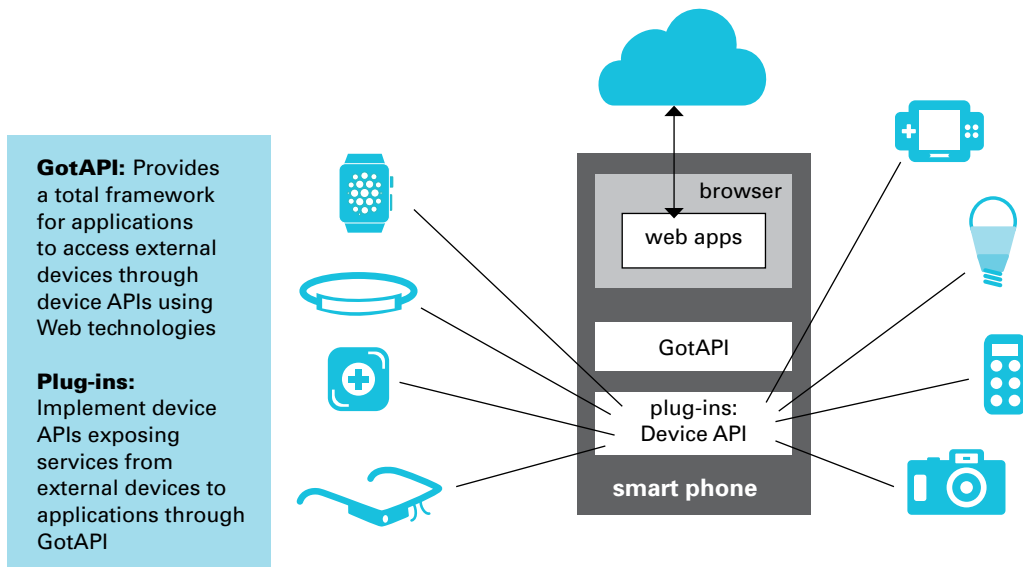 GotAPI: Provides
a total framework
for applications
to access external
devices through
device APIs using
Web technologies
Plug-ins:
Implement device
APIs exposing
services from
external devices to
applications through
GotAPI
browser
web apps
GotAPI
plug-ins:
Device API
smart phone